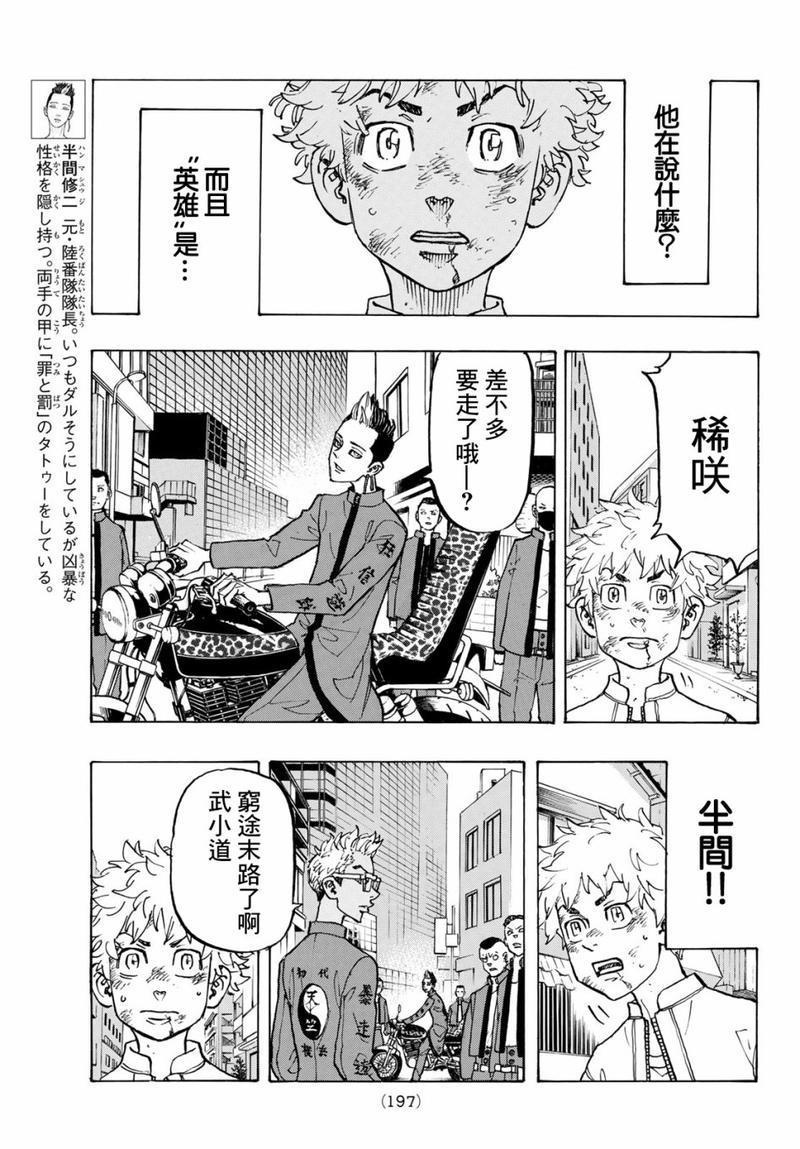 他在說什麼?
而且
"英雄"是…
半間修二 元・陸番隊隊長。いつもダルそうにしているが凶暴な
性格を隠し持つ。両手の甲に「罪と罰」のタトゥーをしている。
稀咲
差不多
要走了哦―?
半間!!
窮途末路了啊
武小道
初代
天竺
暴走
(197)